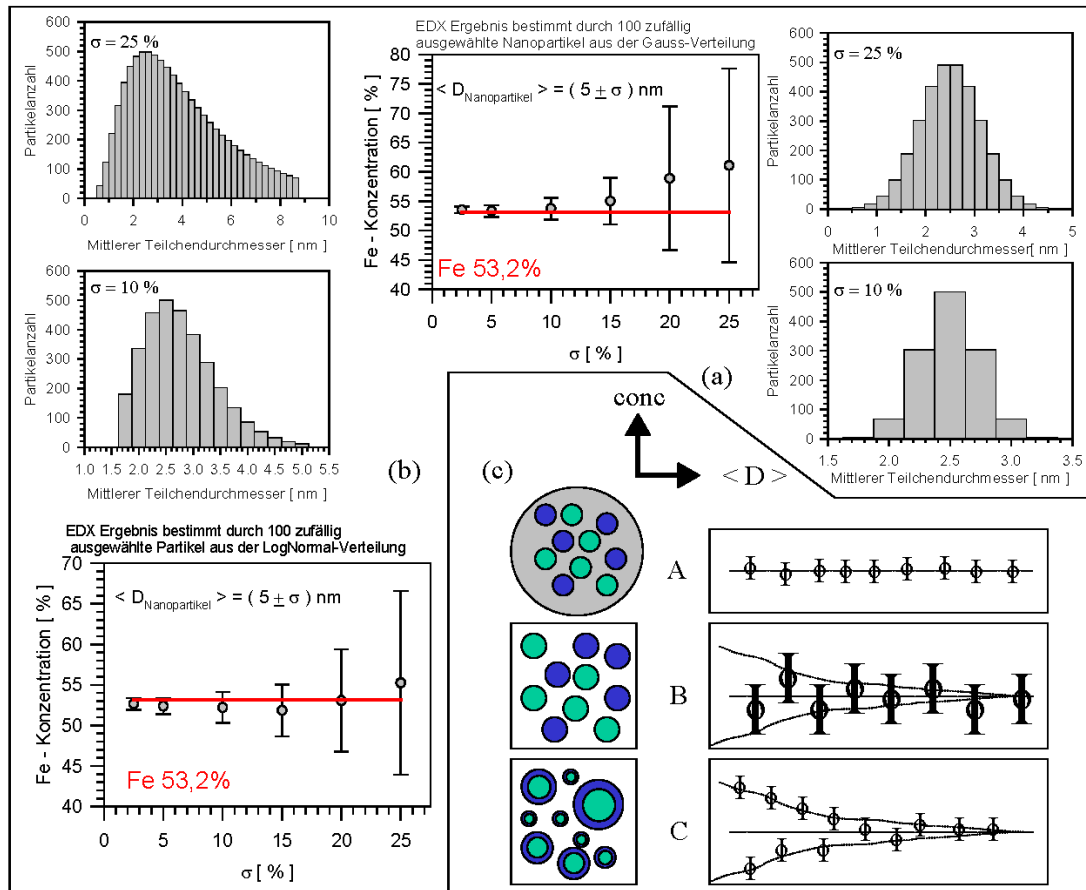 600
500
400
300
200
100
0
Partikelanzahl
σ = 25 %
0 2 4 6 8 10
Mittlerer Teilchendurchmesser [ nm ]
600
500
400
300
200
100
0
Partikelanzahl
σ = 10 %
1.0 1.5 2.0 2.5 3.0 3.5 4.0 4.5 5.0 5.5
Mittlerer Teilchendurchmesser [ nm ]
(b)
EDX Ergebnis bestimmt durch 100 zufällig
ausgewählte Partikel aus der LogNormal-Verteilung
70
65
60
55
50
45
40
Fe - Konzentration [ % ]
< D Nanopartikel > = ( 5 ± σ ) nm
Fe 53,2%
0 5 10 15 20 25
σ [ % ]
EDX Ergebnis bestimmt durch 100 zufällig
ausgewählte Nanopartikel aus der Gauss-Verteilung
80
75
70
65
60
55
50
45
40
Fe - Konzentration [ % ]
< D Nanopartikel > = ( 5 ± σ ) nm
Fe 53,2%
0 5 10 15 20 25
σ [ % ]
600
500
400
300
200
100
0
Partikelanzahl
σ = 25 %
0 1 2 3 4 5
Mittlerer Teilchendurchmesser[ nm ]
600
500
400
300
200
100
0
Partikelanzahl
σ = 10 %
1.5 2.0 2.5 3.0 3.5
Mittlerer Teilchendurchmesser [ nm ]
(a)
conc
(c)
< D >
A
B
C